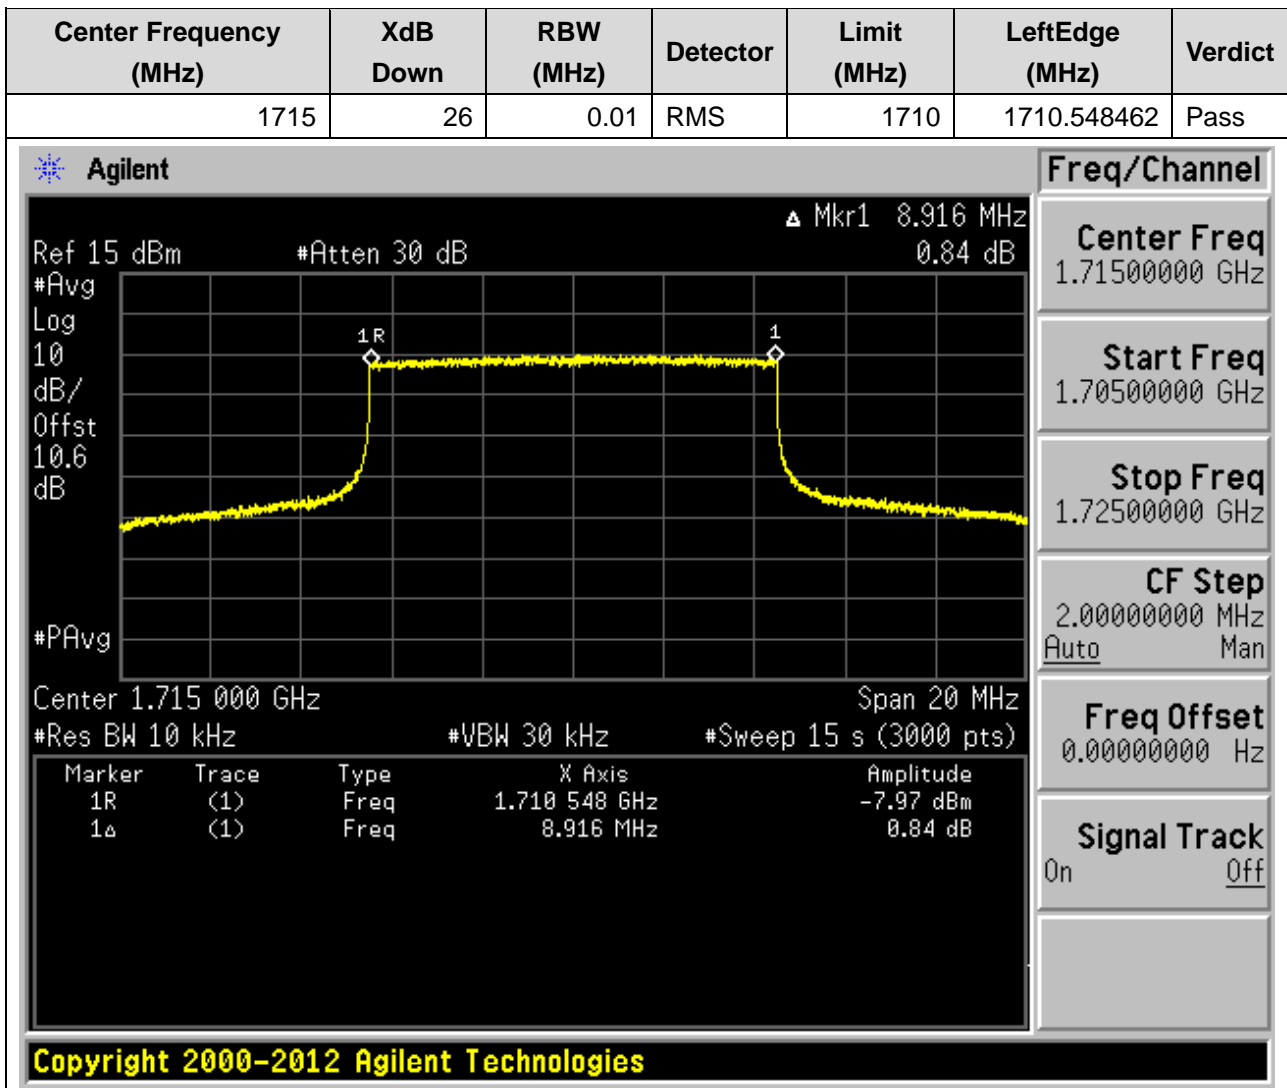 Center Frequency (MHz) XdB Down RBW (MHz) Detector Limit (MHz) LeftEdge (MHz) Verdict
1715 26 0.01 RMS 1710 1710.548462 Pass
Agilent
Freq/Channel
Δ Mkr1 8.916 MHz
Ref 15 dBm #Atten 30 dB 0.84 dB
#Avg
Log
10
dB/
Offst
10.6
dB
#PAvg
1R
1
Center 1.715 000 GHz Span 20 MHz
#Res BW 10 kHz #VBW 30 kHz #Sweep 15 s (3000 pts)
Marker Trace Type X Axis Amplitude
1R (1) Freq 1.710 548 GHz -7.97 dBm
1Δ (1) Freq 8.916 MHz 0.84 dB
Center Freq
1.71500000 GHz
Start Freq
1.70500000 GHz
Stop Freq
1.72500000 GHz
CF Step
2.00000000 MHz
Auto Man
Freq Offset
0.00000000 Hz
Signal Track
On Off
Copyright 2000-2012 Agilent Technologies